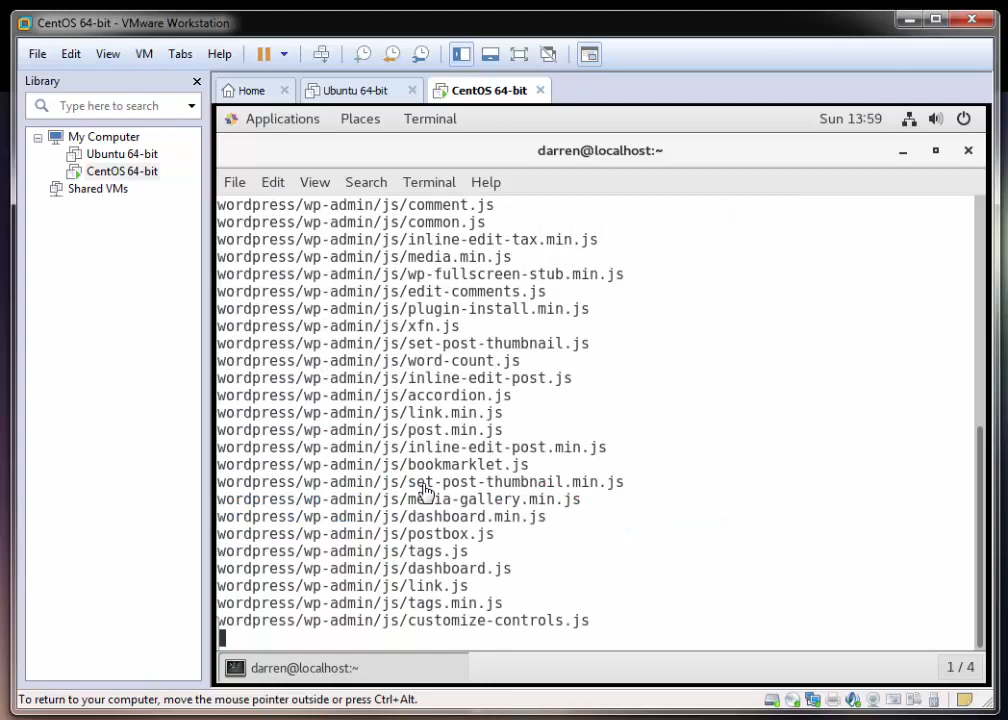 CentOS 64-bit - VMware Workstation
File Edit View VM Tabs Help
Library
Type here to search
My Computer
Ubuntu 64-bit
CentOS 64-bit
Shared VMs
Home Ubuntu 64-bit CentOS 64-bit
Applications Places Terminal Sun 13:59
darren@localhost:~
File Edit View Search Terminal Help
wordpress/wp-admin/js/comment.js
wordpress/wp-admin/js/common.js
wordpress/wp-admin/js/inline-edit-tax.min.js
wordpress/wp-admin/js/media.min.js
wordpress/wp-admin/js/wp-fullscreen-stub.min.js
wordpress/wp-admin/js/edit-comments.js
wordpress/wp-admin/js/plugin-install.min.js
wordpress/wp-admin/js/xfn.js
wordpress/wp-admin/js/set-post-thumbnail.js
wordpress/wp-admin/js/word-count.js
wordpress/wp-admin/js/inline-edit-post.js
wordpress/wp-admin/js/accordion.js
wordpress/wp-admin/js/link.min.js
wordpress/wp-admin/js/post.min.js
wordpress/wp-admin/js/inline-edit-post.min.js
wordpress/wp-admin/js/bookmarklet.js
wordpress/wp-admin/js/set-post-thumbnail.min.js
wordpress/wp-admin/js/media-gallery.min.js
wordpress/wp-admin/js/dashboard.min.js
wordpress/wp-admin/js/postbox.js
wordpress/wp-admin/js/tags.js
wordpress/wp-admin/js/dashboard.js
wordpress/wp-admin/js/link.js
wordpress/wp-admin/js/tags.min.js
wordpress/wp-admin/js/customize-controls.js
darren@localhost:~ 1 / 4
To return to your computer, move the mouse pointer outside or press Ctrl+Alt.